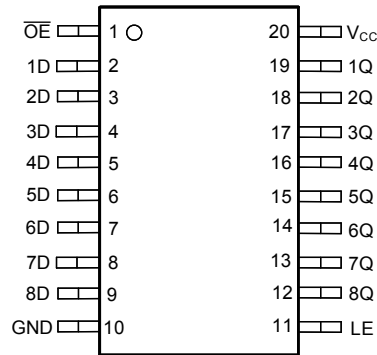 O̅E̅ 1 20 VCC
1D 2 19 1Q
2D 3 18 2Q
3D 4 17 3Q
4D 5 16 4Q
5D 6 15 5Q
6D 7 14 6Q
7D 8 13 7Q
8D 9 12 8Q
GND 10 11 LE